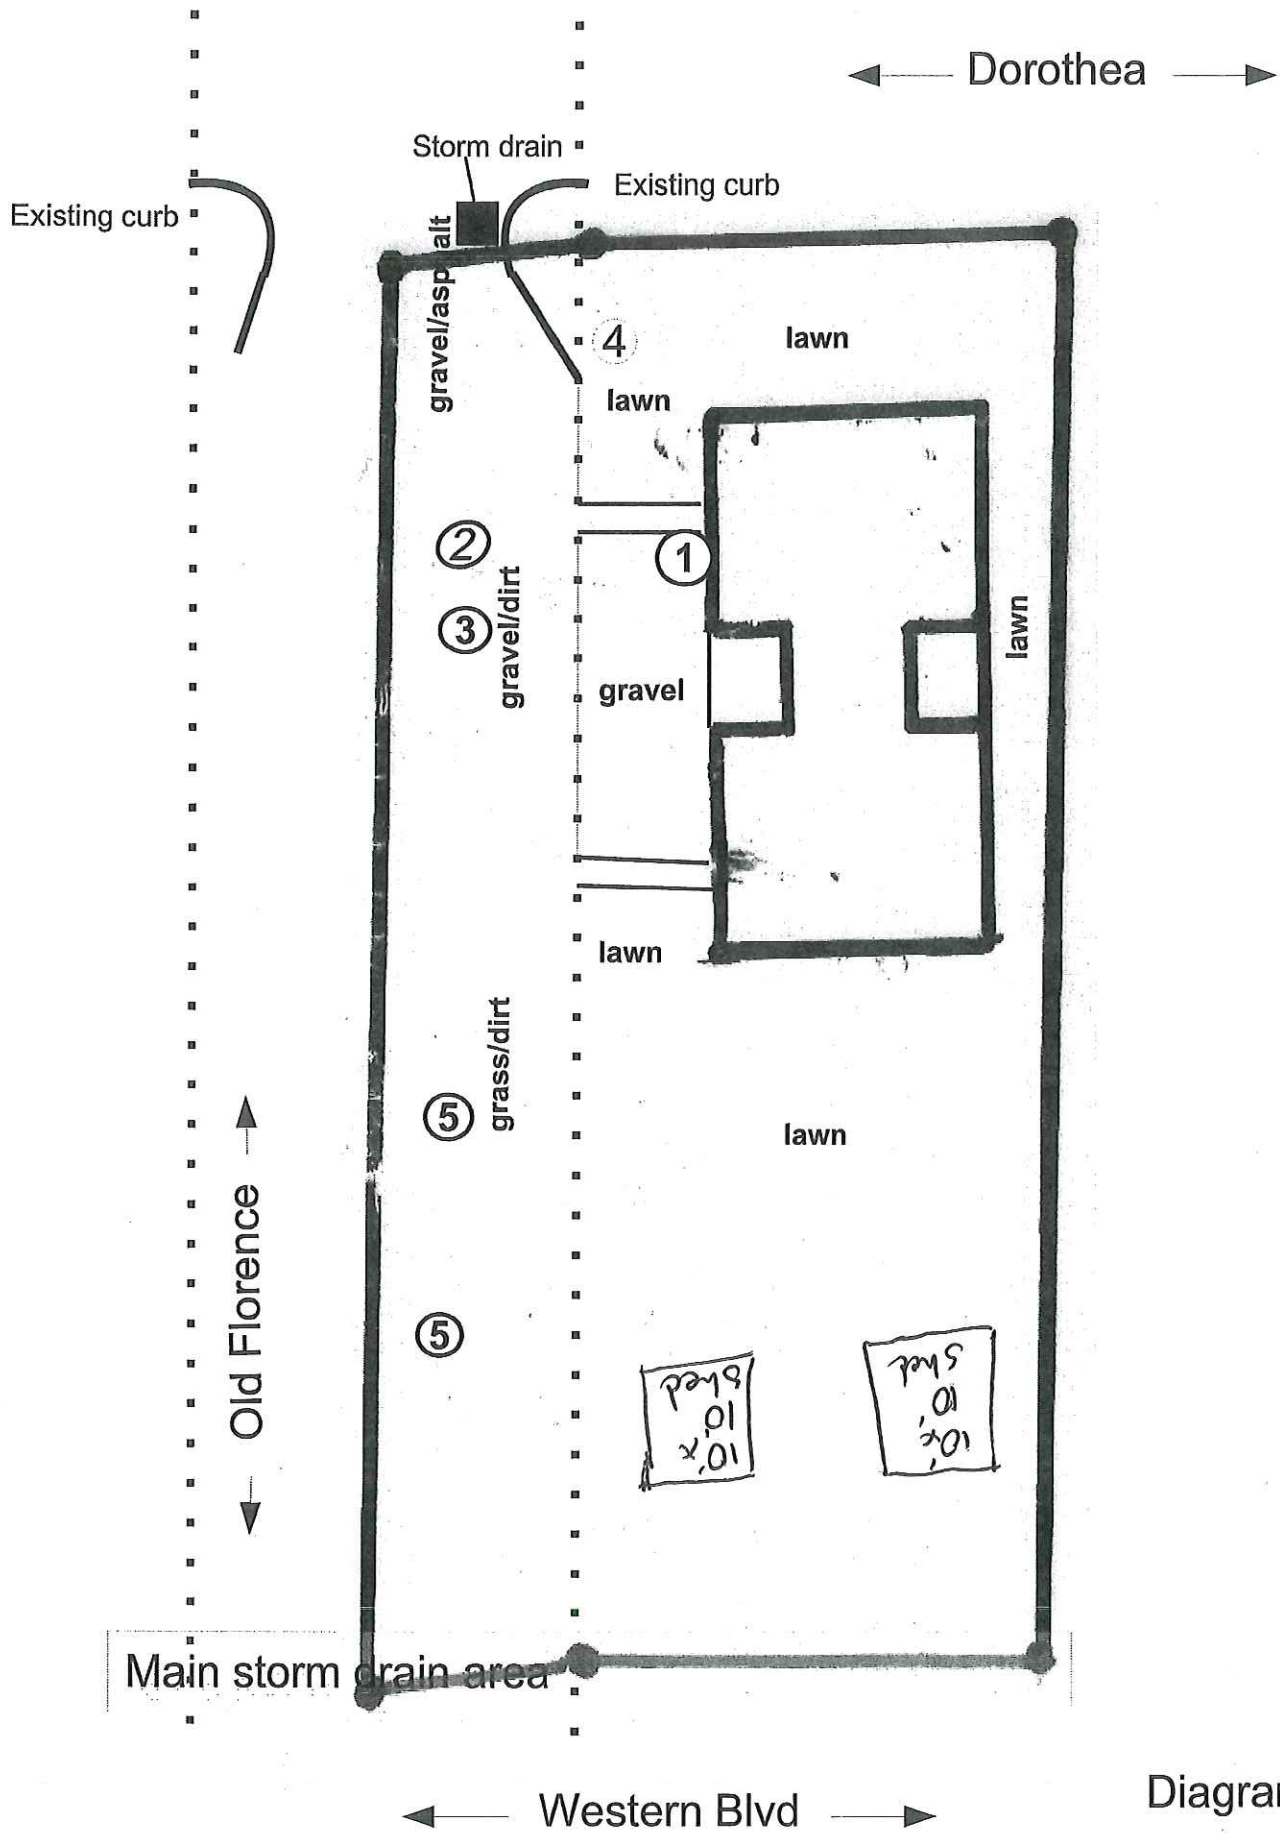 Dorothea
Storm drain
Existing curb
Existing curb
gravel/asphalt
4
lawn
lawn
2
1
3
gravel/dirt
lawn
gravel
lawn
grass/dirt
5
lawn
Old Florence
5
10'x
10'
shed
10'x
10'
shed
Main storm drain area
Western Blvd
Diagram